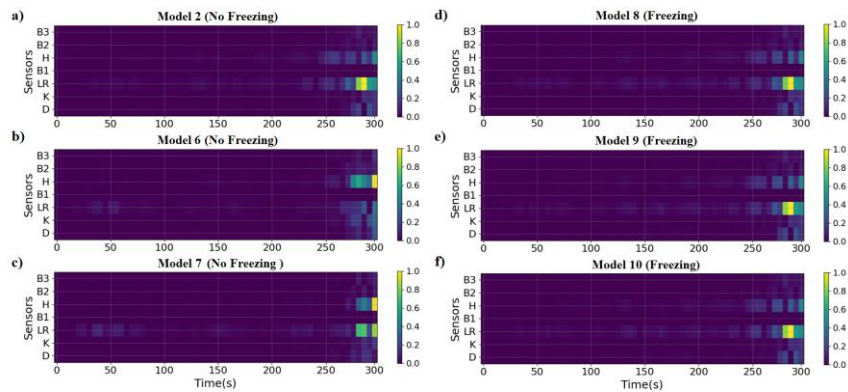 a)
Model 2 (No Freezing)
B3
B2
H
B1
LR
K
D
Sensors
0
50
100
150
200
250
300
1.0
0.8
0.6
0.4
0.2
0.0
b)
Model 6 (No Freezing)
B3
B2
H
B1
LR
K
D
Sensors
0
50
100
150
200
250
300
1.0
0.8
0.6
0.4
0.2
0.0
c)
Model 7 (No Freezing )
B3
B2
H
B1
LR
K
D
Sensors
0
50
100
150
200
250
300
Time(s)
1.0
0.8
0.6
0.4
0.2
0.0
d)
Model 8 (Freezing)
B3
B2
H
B1
LR
K
D
Sensors
0
50
100
150
200
250
300
1.0
0.8
0.6
0.4
0.2
0.0
e)
Model 9 (Freezing)
B3
B2
H
B1
LR
K
D
Sensors
0
50
100
150
200
250
300
1.0
0.8
0.6
0.4
0.2
0.0
f)
Model 10 (Freezing)
B3
B2
H
B1
LR
K
D
Sensors
0
50
100
150
200
250
300
Time(s)
1.0
0.8
0.6
0.4
0.2
0.0